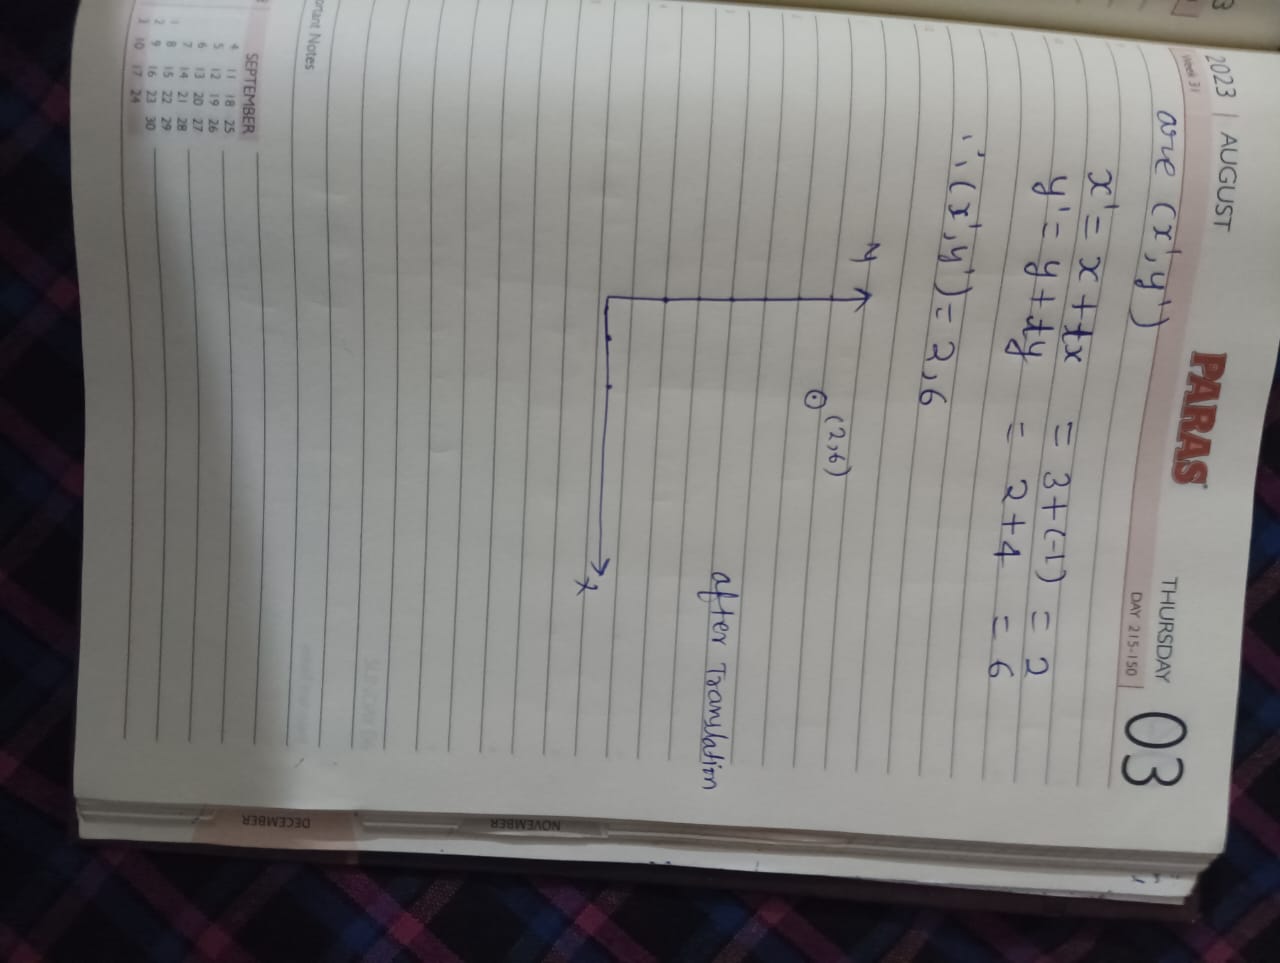 2023 | AUGUST
PARAS
THURSDAY 03
Week 31
DAY 215-150
are (x', y')
x' = x + tx = 3+(-1) = 2
y' = y + ty = 2+4 = 6
∴ (x', y') = 2,6
y
(2,6)
after Translation
x
NOVEMBER
DECEMBER
ortant Notes
SEPTEMBER
4 11 18 25
5 12 19 26
6 13 20 27
7 14 21 28
1 8 15 22 29
2 9 16 23 30
3 10 17 24